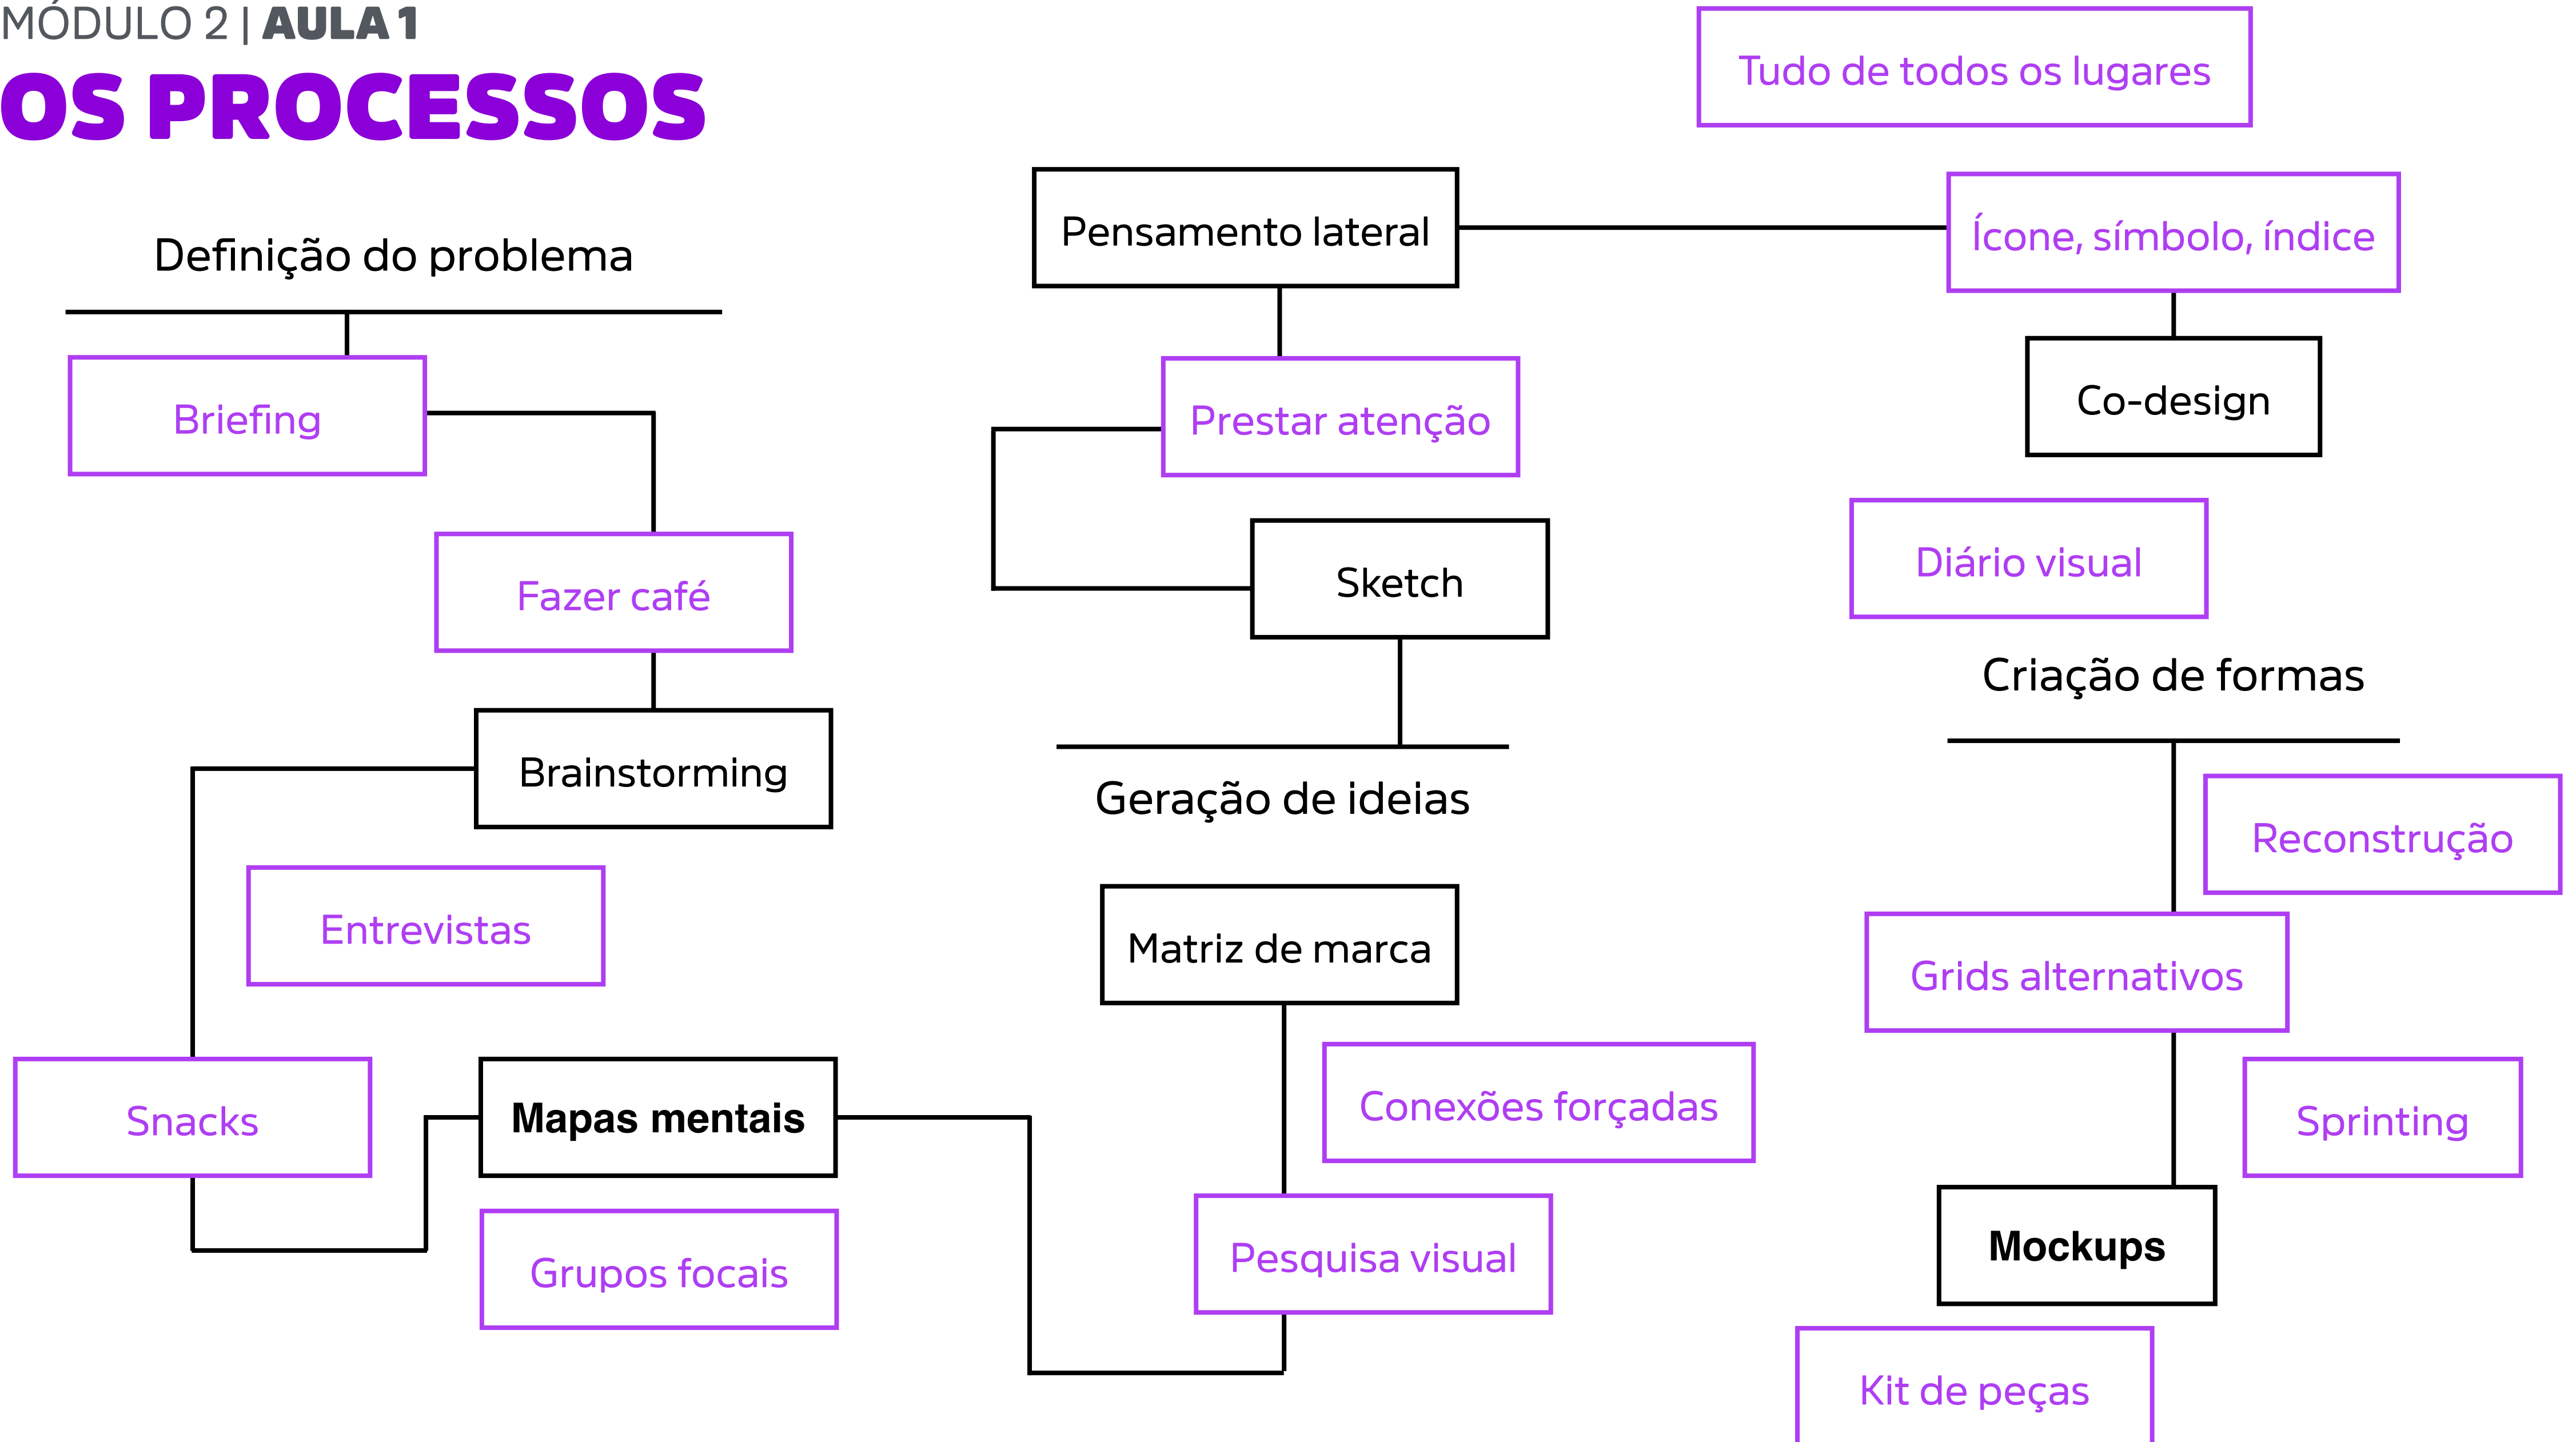 MÓDULO 2 | AULA 1
OS PROCESSOS
Definição do problema
Briefing
Fazer café
Brainstorming
Entrevistas
Snacks
Mapas mentais
Grupos focais
Pensamento lateral
Prestar atenção
Sketch
Geração de ideias
Matriz de marca
Conexões forçadas
Pesquisa visual
Tudo de todos os lugares
Ícone, símbolo, índice
Co-design
Diário visual
Criação de formas
Reconstrução
Grids alternativos
Sprinting
Mockups
Kit de peças